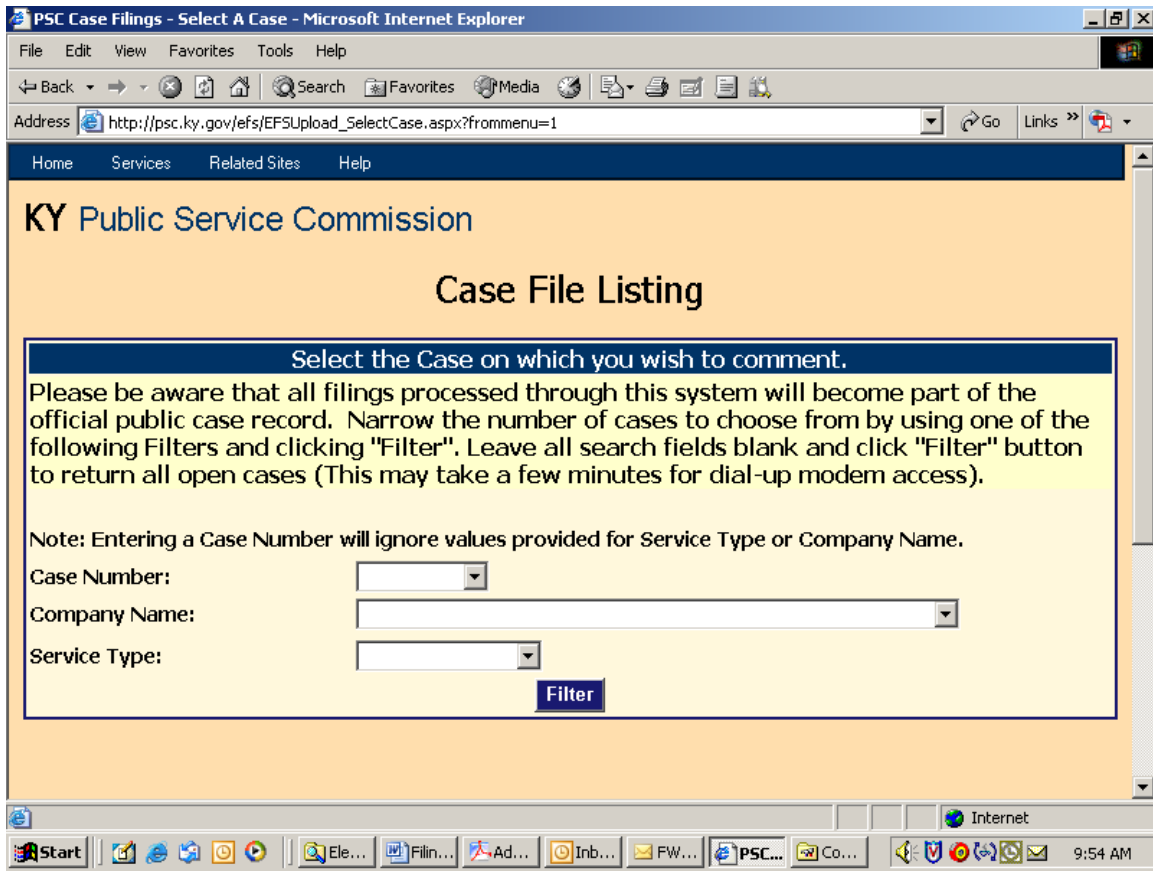 PSC Case Filings - Select A Case - Microsoft Internet Explorer
File Edit View Favorites Tools Help
Back Search Favorites Media
Address http://psc.ky.gov/efs/EFSUpload_SelectCase.aspx?frommenu=1 Go Links »
Home Services Related Sites Help
KY Public Service Commission
Case File Listing
Select the Case on which you wish to comment.
Please be aware that all filings processed through this system will become part of the
official public case record. Narrow the number of cases to choose from by using one of the
following Filters and clicking "Filter". Leave all search fields blank and click "Filter" button
to return all open cases (This may take a few minutes for dial-up modem access).
Note: Entering a Case Number will ignore values provided for Service Type or Company Name.
Case Number:
Company Name:
Service Type:
Filter
Internet
Start Ele... Filin... Ad... Inb... FW... PSC... Co... 9:54 AM